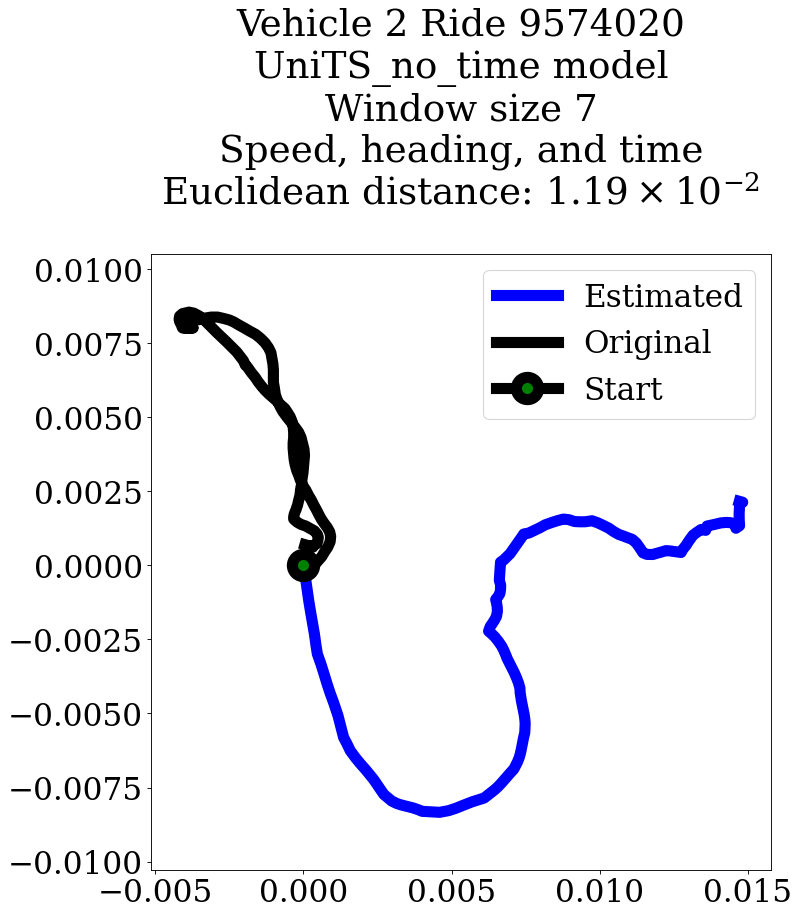 Vehicle 2 Ride 9574020
UniTS_no_time model
Window size 7
Speed, heading, and time
Euclidean distance: 1.19 × 10⁻²
0.0100
0.0075
0.0050
0.0025
0.0000
−0.0025
−0.0050
−0.0075
−0.0100
Estimated
Original
Start
−0.005 0.000 0.005 0.010 0.015